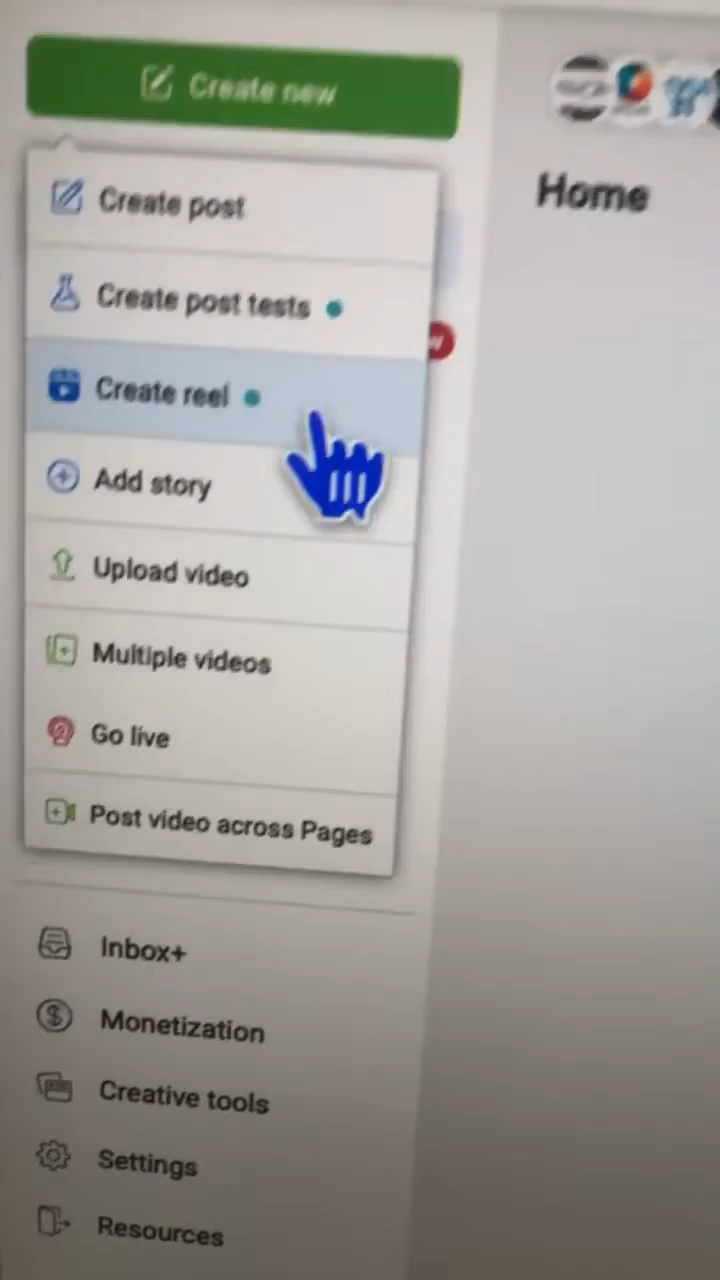 Create new
Home
Create post
Create post tests
Create reel
Add story
Upload video
Multiple videos
Go live
Post video across Pages
Inbox+
Monetization
Creative tools
Settings
Resources